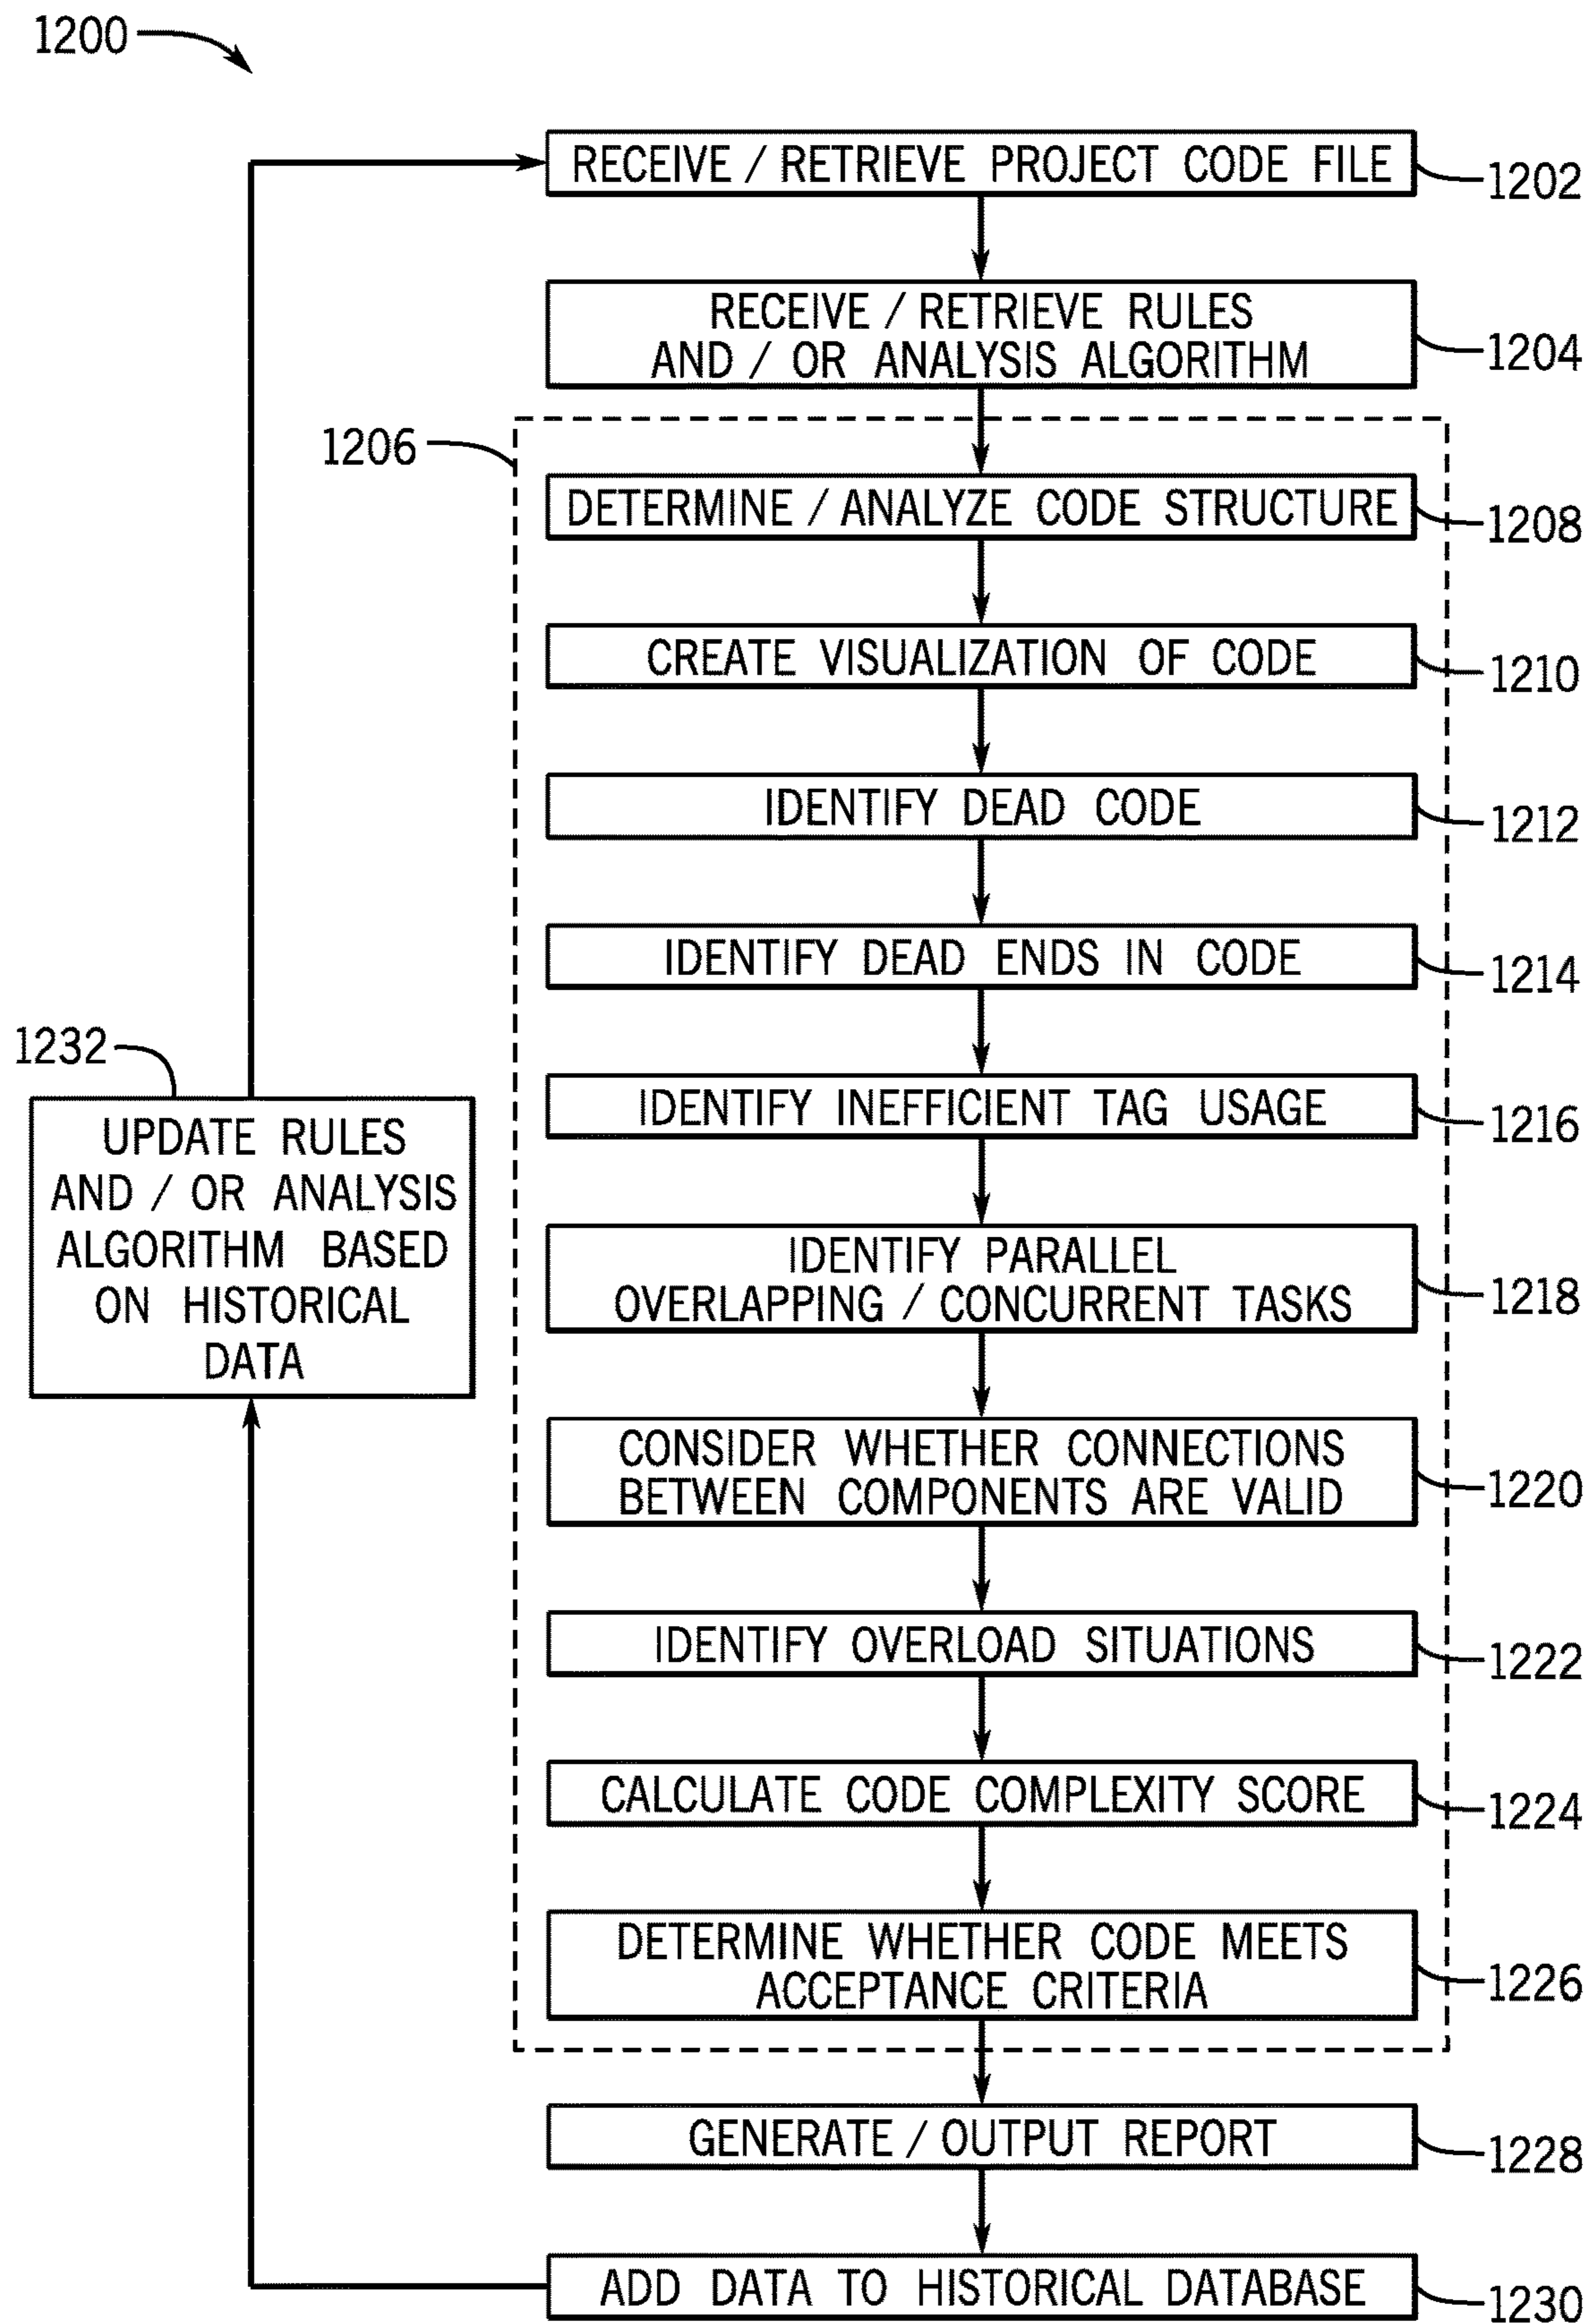 1200
RECEIVE / RETRIEVE PROJECT CODE FILE
1202
RECEIVE / RETRIEVE RULES
AND / OR ANALYSIS ALGORITHM
1204
1206
DETERMINE / ANALYZE CODE STRUCTURE
1208
CREATE VISUALIZATION OF CODE
1210
IDENTIFY DEAD CODE
1212
IDENTIFY DEAD ENDS IN CODE
1214
IDENTIFY INEFFICIENT TAG USAGE
1216
IDENTIFY PARALLEL
OVERLAPPING / CONCURRENT TASKS
1218
CONSIDER WHETHER CONNECTIONS
BETWEEN COMPONENTS ARE VALID
1220
IDENTIFY OVERLOAD SITUATIONS
1222
CALCULATE CODE COMPLEXITY SCORE
1224
DETERMINE WHETHER CODE MEETS
ACCEPTANCE CRITERIA
1226
GENERATE / OUTPUT REPORT
1228
ADD DATA TO HISTORICAL DATABASE
1230
1232
UPDATE RULES
AND / OR ANALYSIS
ALGORITHM BASED
ON HISTORICAL
DATA